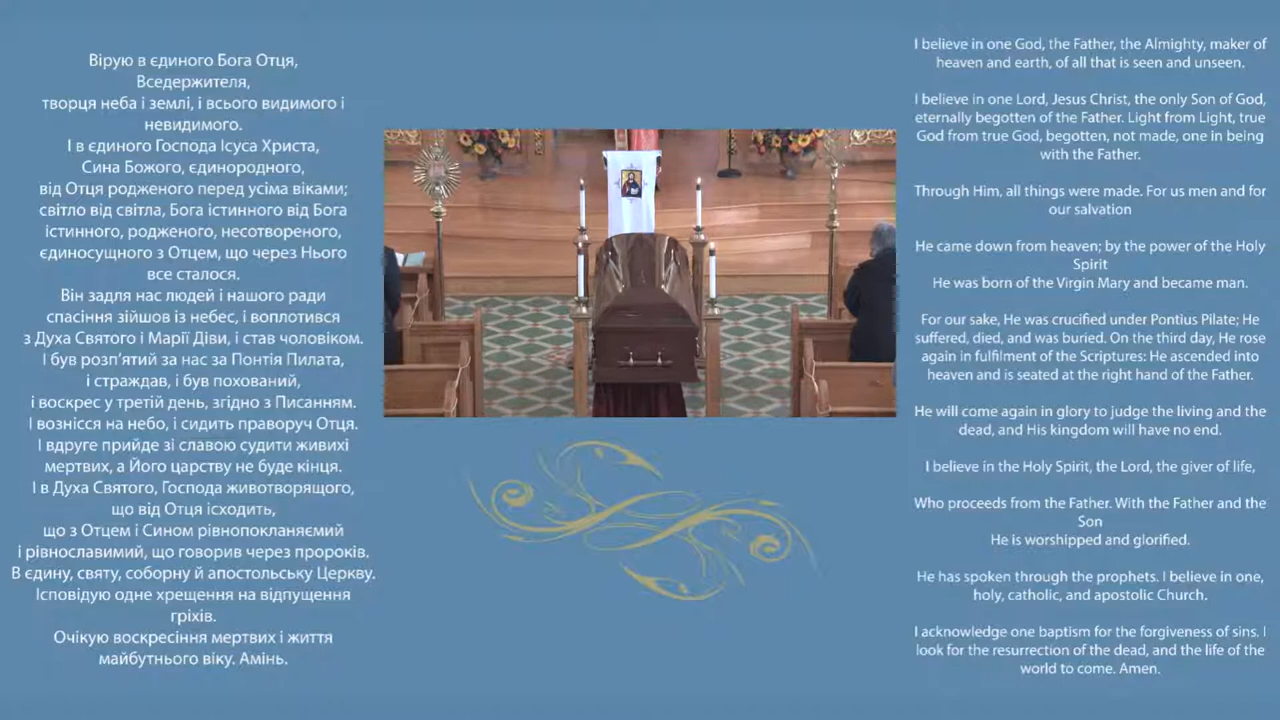 Вірую в єдиного Бога Отця,
Вседержителя,
творця неба і землі, і всього видимого і
невидимого.
І в єдиного Господа Ісуса Христа,
Сина Божого, єдинородного,
від Отця родженого перед усіма віками;
світло від світла, Бога істинного від Бога
істинного, родженого, несотвореного,
єдиносущного з Отцем, що через Нього
все сталося.
Він задля нас людей і нашого ради
спасіння зійшов із небес, і воплотився
з Духа Святого і Марії Діви, і став чоловіком.
І був розп'ятий за нас за Понтія Пилата,
і страждав, і був похований,
і воскрес у третій день, згідно з Писанням.
І вознісся на небо, і сидить праворуч Отця.
І вдруге прийде зі славою судити живихі
мертвих, а Його царству не буде кінця.
І в Духа Святого, Господа животворящого,
що від Отця ісходить,
що з Отцем і Сином рівнопокланяємий
і рівнославимий, що говорив через пророків.
В єдину, святу, соборну й апостольську Церкву.
Ісповідую одне хрещення на відпущення
гріхів.
Очікую воскресіння мертвих і життя
майбутнього віку. Амінь.
I believe in one God, the Father, the Almighty, maker of
heaven and earth, of all that is seen and unseen.
I believe in one Lord, Jesus Christ, the only Son of God,
eternally begotten of the Father. Light from Light, true
God from true God, begotten, not made, one in being
with the Father.
Through Him, all things were made. For us men and for
our salvation
He came down from heaven; by the power of the Holy
Spirit
He was born of the Virgin Mary and became man.
For our sake, He was crucified under Pontius Pilate; He
suffered, died, and was buried. On the third day, He rose
again in fulfilment of the Scriptures: He ascended into
heaven and is seated at the right hand of the Father.
He will come again in glory to judge the living and the
dead, and His kingdom will have no end.
I believe in the Holy Spirit, the Lord, the giver of life,
Who proceeds from the Father. With the Father and the
Son
He is worshipped and glorified.
He has spoken through the prophets. I believe in one,
holy, catholic, and apostolic Church.
I acknowledge one baptism for the forgiveness of sins. I
look for the resurrection of the dead, and the life of the
world to come. Amen.